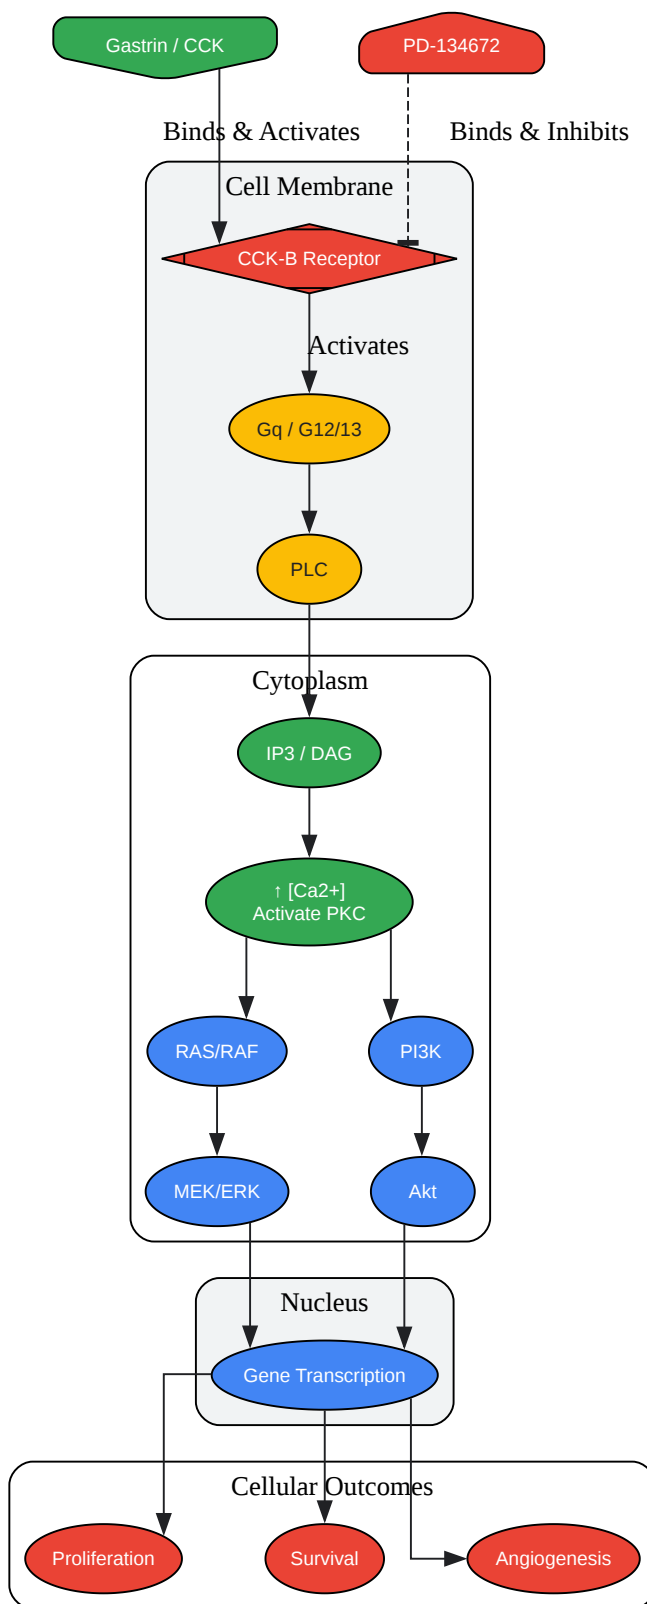 Gastrin / CCK
PD-134672
Binds & Activates
Binds & Inhibits
Cell Membrane
CCK-B Receptor
Activates
Gq / G12/13
PLC
Cytoplasm
IP3 / DAG
↑ [Ca2+]
Activate PKC
RAS/RAF
PI3K
MEK/ERK
Akt
Nucleus
Gene Transcription
Cellular Outcomes
Proliferation
Survival
Angiogenesis